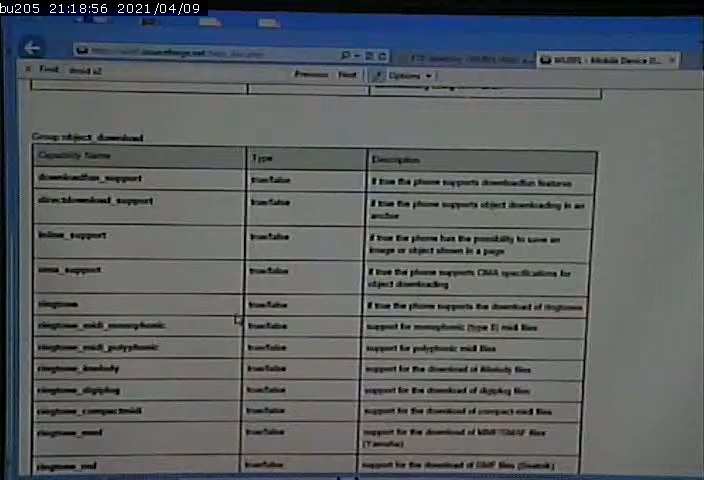 bu205 21:18:56 2021/04/09
Find: droid x2 Previous Next Options
WURFL - Mobile Device D...
Group: object_download
Capability Name Type Description
downloadfun_support true/false if true the phone supports downloadfun features
directdownload_support true/false if true the phone supports object downloading in an
anchor
inline_support true/false if true the phone has the possibility to save an
image or object shown in a page
oma_support true/false if true the phone supports OMA specifications for
object downloading
ringtone true/false if true the phone supports the download of ringtones
ringtone_midi_monophonic true/false support for monophonic (type 0) midi files
ringtone_midi_polyphonic true/false support for polyphonic midi files
ringtone_imelody true/false support for the download of iMelody files
ringtone_digiplug true/false support for the download of digiplug files
ringtone_compactmidi true/false support for the download of compact midi files
ringtone_mmf true/false support for the download of MMF/SMAF files
(Yamaha)
ringtone_rmf true/false support for the download of RMF files (Beatnik)